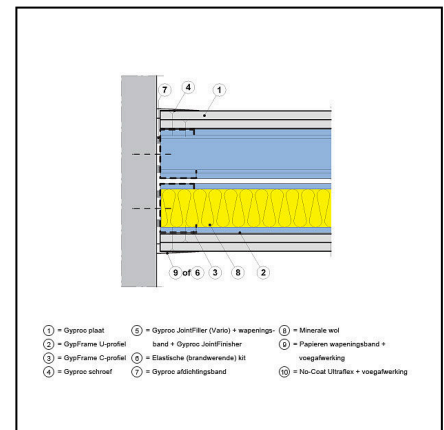 7 4 1
9 of 6 3 8 2
1 = Gyproc plaat
2 = GypFrame U-profiel
3 = GypFrame C-profiel
4 = Gyproc schroef
5 = Gyproc JointFiller (Vario) + wapenings-
band + Gyproc JointFinisher
6 = Elastische (brandwerende) kit
7 = Gyproc afdichtingsband
8 = Minerale wol
9 = Papieren wapeningsband +
voegafwerking
10 = No-Coat Ultraflex + voegafwerking